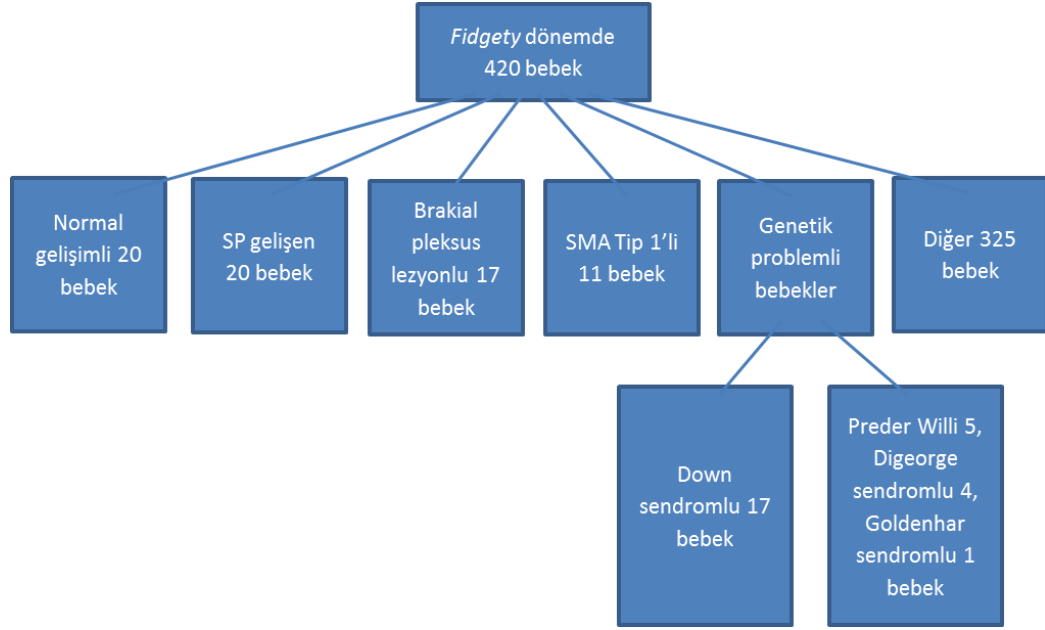 Fidgety dönemde
420 bebek
Normal
gelişimli 20
bebek
SP gelişen
20 bebek
Brakial
pleksus
lezyonlu 17
bebek
SMA Tip 1’li
11 bebek
Genetik
problemli
bebekler
Diğer 325
bebek
Down
sendromlu 17
bebek
Preder Willi 5,
Digeorge
sendromlu 4,
Goldenhar
sendromlu 1
bebek